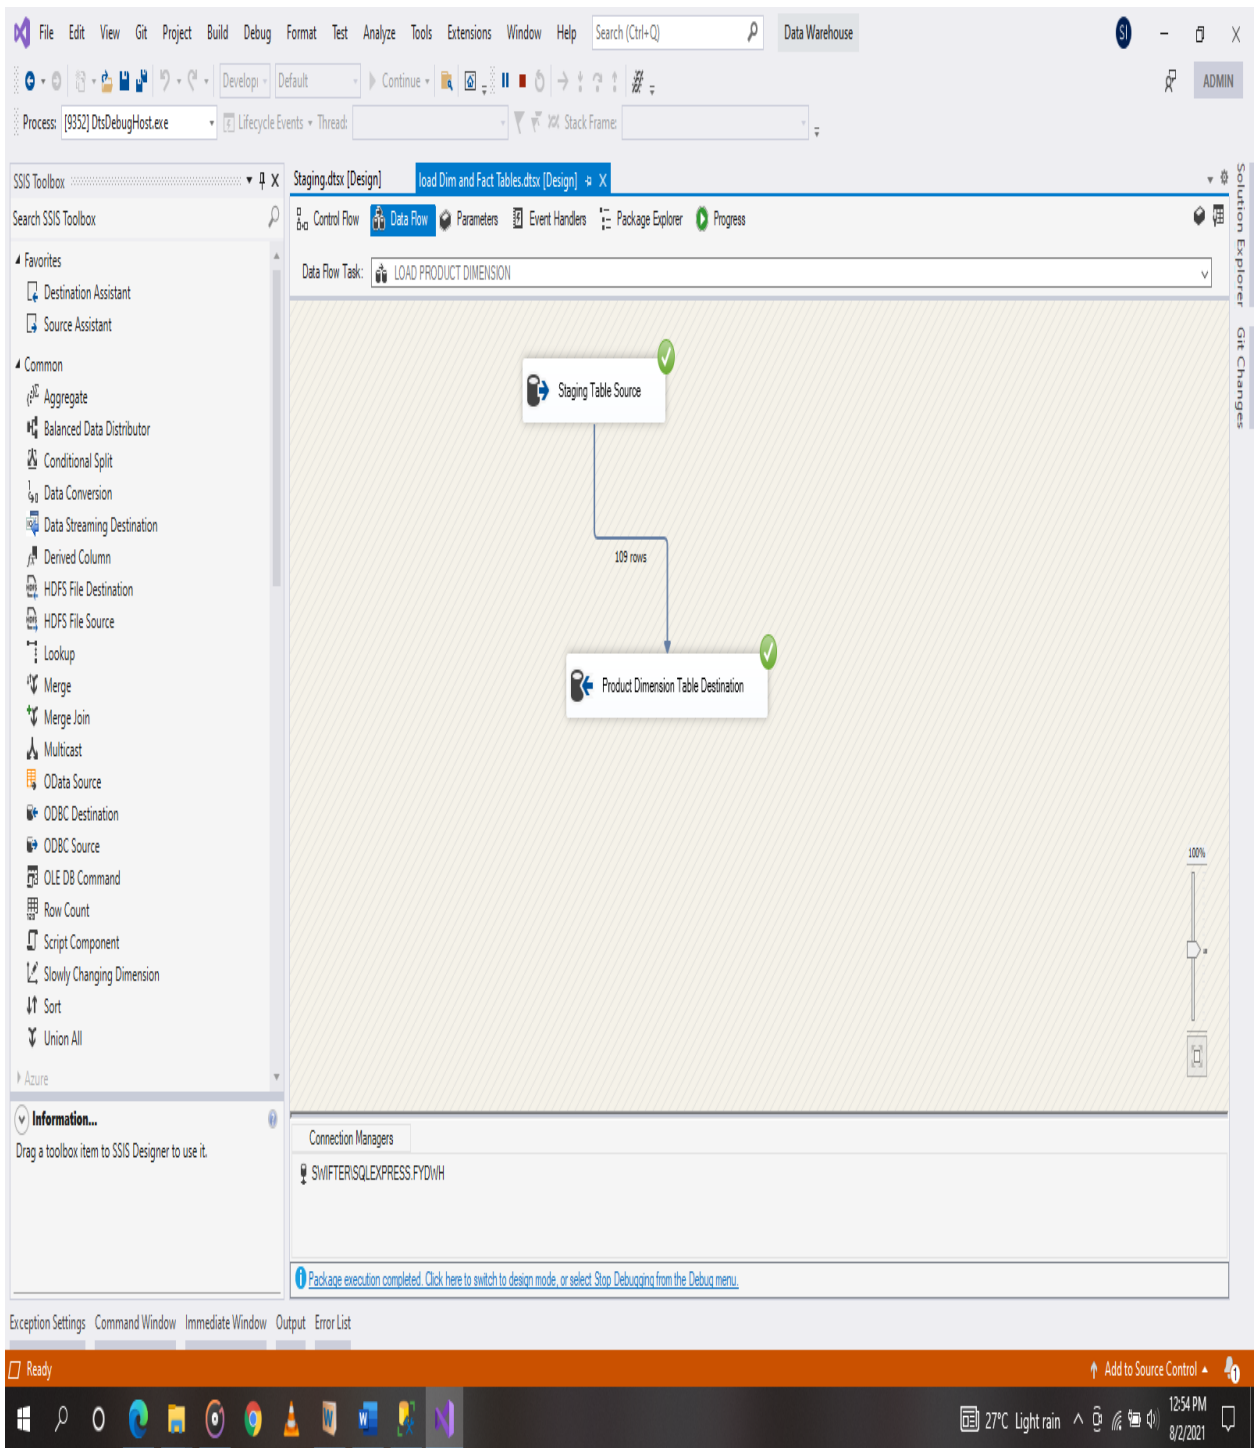 File Edit View Git Project Build Debug Format Test Analyze Tools Extensions Window Help Search (Ctrl+Q) Data Warehouse SI
Developı Default Continue ADMIN
Process: [9352] DtsDebugHost.exe Lifecycle Events Thread: Stack Frame:
SSIS Toolbox
Staging.dtsx [Design] load Dim and Fact Tables.dtsx [Design]
Search SSIS Toolbox
Control Flow Data Flow Parameters Event Handlers Package Explorer Progress
Data Flow Task: LOAD PRODUCT DIMENSION
Favorites
Destination Assistant
Source Assistant
Common
Aggregate
Balanced Data Distributor
Conditional Split
Data Conversion
Data Streaming Destination
Derived Column
HDFS File Destination
HDFS File Source
Lookup
Merge
Merge Join
Multicast
OData Source
ODBC Destination
ODBC Source
OLE DB Command
Row Count
Script Component
Slowly Changing Dimension
Sort
Union All
Azure
Information...
Drag a toolbox item to SSIS Designer to use it.
Staging Table Source
109 rows
Product Dimension Table Destination
100%
Connection Managers
SWIFTER\SQLEXPRESS.FYDWH
Package execution completed. Click here to switch to design mode, or select Stop Debugging from the Debug menu.
Solution Explorer
Git Changes
Exception Settings Command Window Immediate Window Output Error List
Ready Add to Source Control 1
27°C Light rain 12:54 PM
8/2/2021